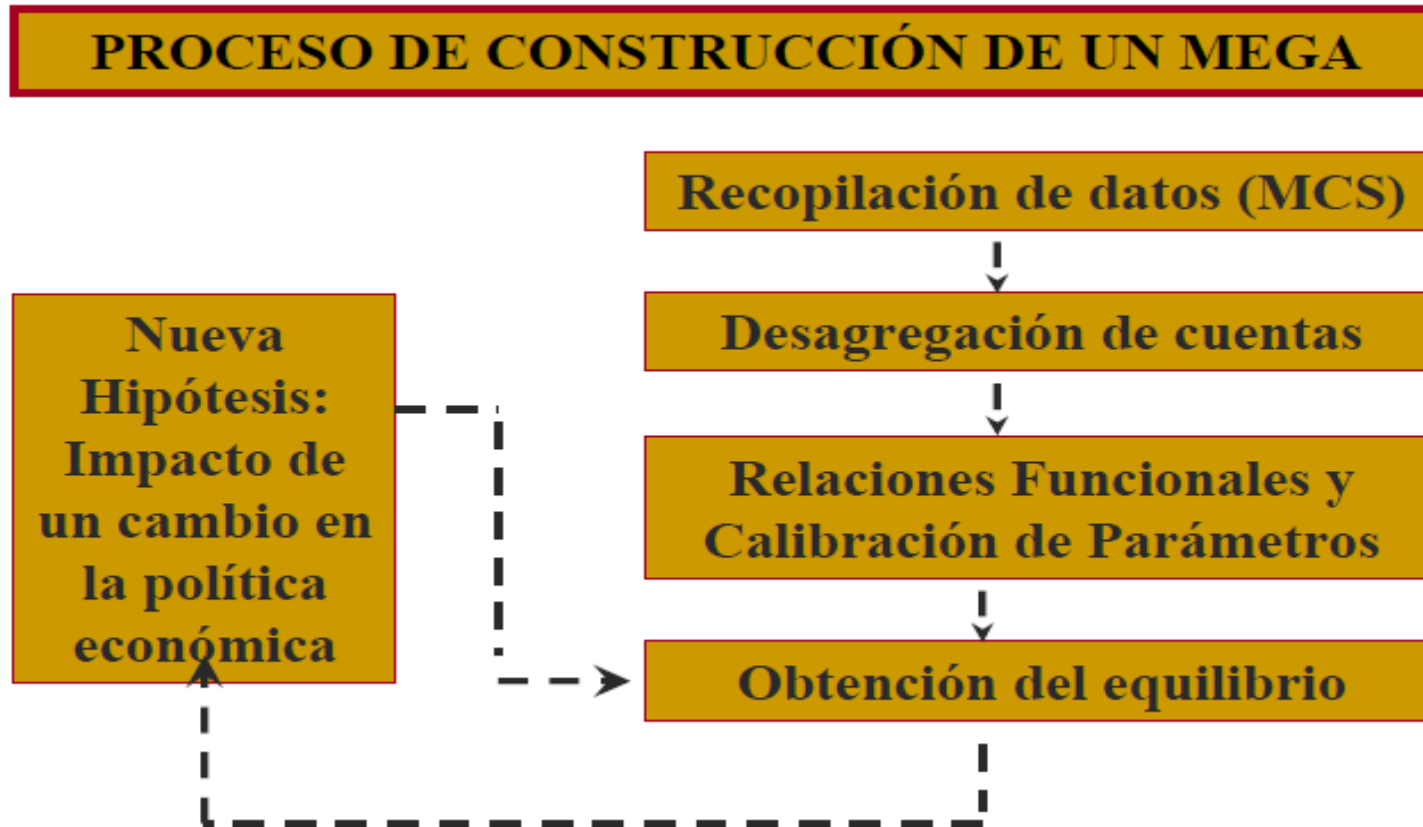 PROCESO DE CONSTRUCCIÓN DE UN MEGA
Recopilación de datos (MCS)
Desagregación de cuentas
Relaciones Funcionales y
Calibración de Parámetros
Obtención del equilibrio
Nueva
Hipótesis:
Impacto de
un cambio en
la política
económica